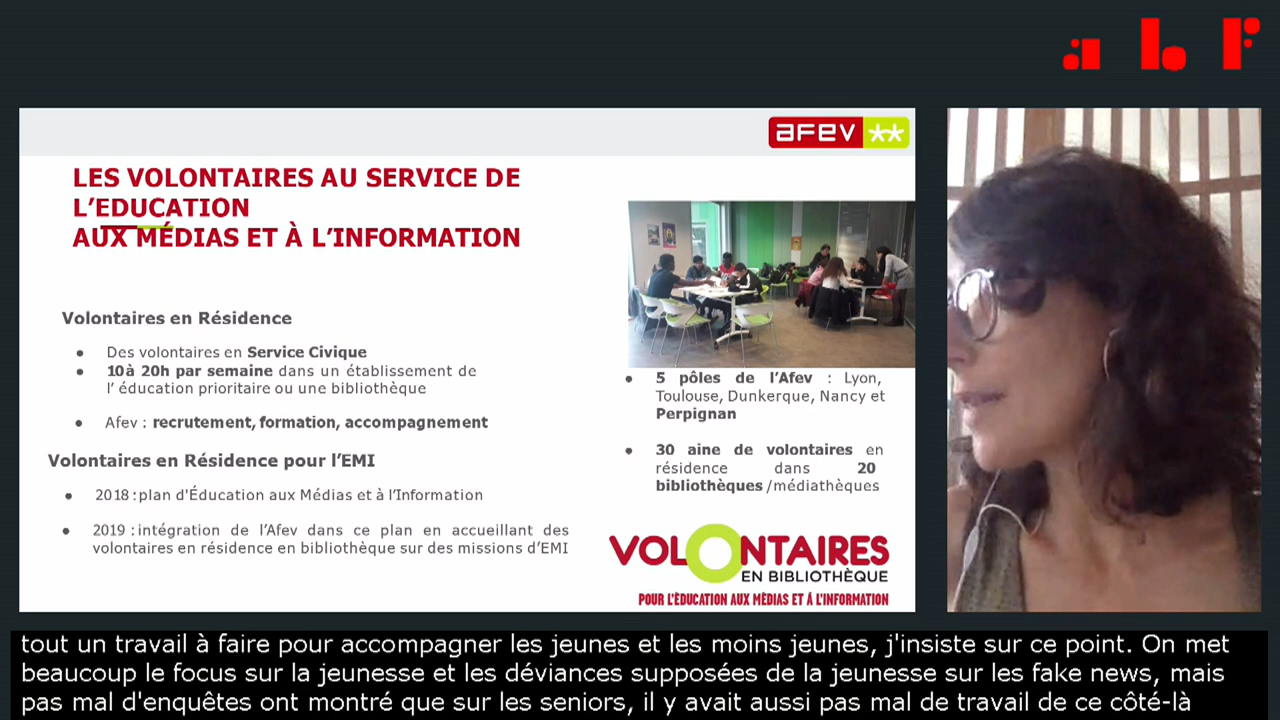 abf
afev
LES VOLONTAIRES AU SERVICE DE
L'EDUCATION
AUX MÉDIAS ET À L'INFORMATION
Volontaires en Résidence
● Des volontaires en Service Civique
● 10à 20h par semaine dans un établissement de
l' éducation prioritaire ou une bibliothèque
● Afev : recrutement, formation, accompagnement
Volontaires en Résidence pour l'EMI
● 2018 : plan d'Éducation aux Médias et à l'Information
● 2019 : intégration de l'Afev dans ce plan en accueillant des
volontaires en résidence en bibliothèque sur des missions d'EMI
● 5 pôles de l'Afev : Lyon,
Toulouse, Dunkerque, Nancy et
Perpignan
● 30 aine de volontaires en
résidence dans 20
bibliothèques /médiathèques
VOLONTAIRES
EN BIBLIOTHÈQUE
POUR L'ÉDUCATION AUX MÉDIAS ET Á L'INFORMATION
tout un travail à faire pour accompagner les jeunes et les moins jeunes, j'insiste sur ce point. On met
beaucoup le focus sur la jeunesse et les déviances supposées de la jeunesse sur les fake news, mais
pas mal d'enquêtes ont montré que sur les seniors, il y avait aussi pas mal de travail de ce côté-là